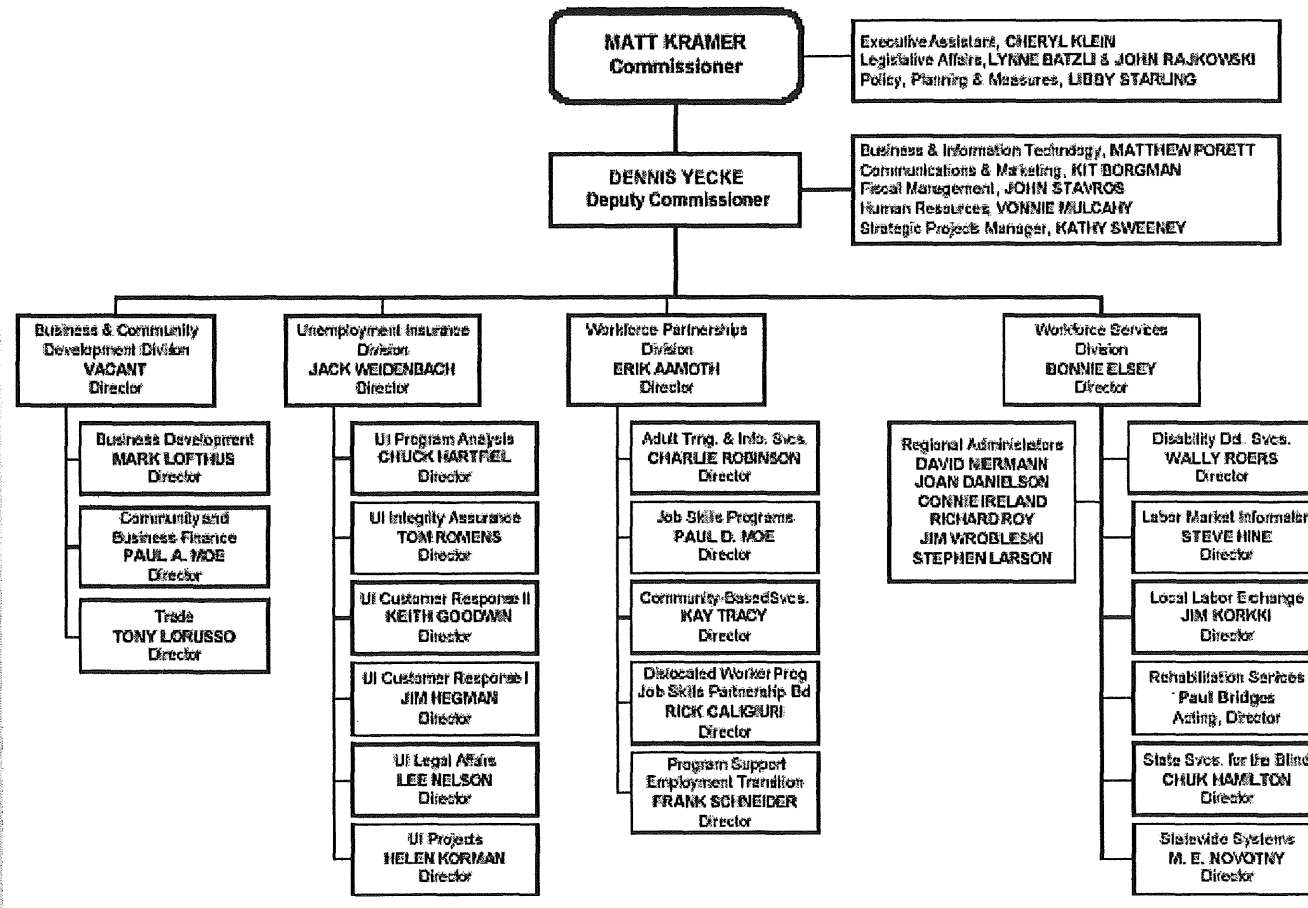 MATT KRAMER
Commissioner
Executive Assistant, CHERYL KLEIN
Legislative Affairs, LYNNE BATZLI & JOHN RAJKOWSKI
Policy, Planning & Measures, LIBBY STARLING
DENNIS YECKE
Deputy Commissioner
Business & Information Technology, MATTHEW PORETT
Communications & Marketing, KIT BORGMAN
Fiscal Management, JOHN STAVROS
Human Resources, VONNIE MULCAHY
Strategic Projects Manager, KATHY SWEENEY
Business & Community
Development Division
VACANT
Director
Business Development
MARK LOFTHUS
Director
Community and
Business Finance
PAUL A. MOE
Director
Trade
TONY LORUSSO
Director
Unemployment Insurance
Division
JACK WEIDENBACH
Director
UI Program Analysis
CHUCK HARTFIEL
Director
UI Integrity Assurance
TOM ROMENS
Director
UI Customer Response II
KEITH GOODWIN
Director
UI Customer Response I
JIM HEGMAN
Director
UI Legal Affairs
LEE NELSON
Director
UI Projects
HELEN KORMAN
Director
Workforce Partnerships
Division
ERIK AAMOTH
Director
Adult Trng. & Info. Svcs.
CHARLIE ROBINSON
Director
Job Skills Programs
PAUL D. MOE
Director
Community-Based Svcs.
KAY TRACY
Director
Dislocated Worker Prog
Job Skills Partnership Bd
RICK CALIGIURI
Director
Program Support
Employment Transition
FRANK SCHNEIDER
Director
Workforce Services
Division
BONNIE ELSEY
Director
Regional Administrators
DAVID NIERMANN
JOAN DANIELSON
CONNIE IRELAND
RICHARD ROY
JIM WROBLESKI
STEPHEN LARSON
Disability Svcs.
WALLY ROERS
Director
Labor Market
STEVE HINE
Director
Local Labor Exchange
JIM KORKKI
Director
Rehabilitation Services
Paul Bridges
Acting, Director
State Svcs. for the Blind
CHUK HAMILTON
Director
Statewide Systems
M. E. NOVOTNY
Director